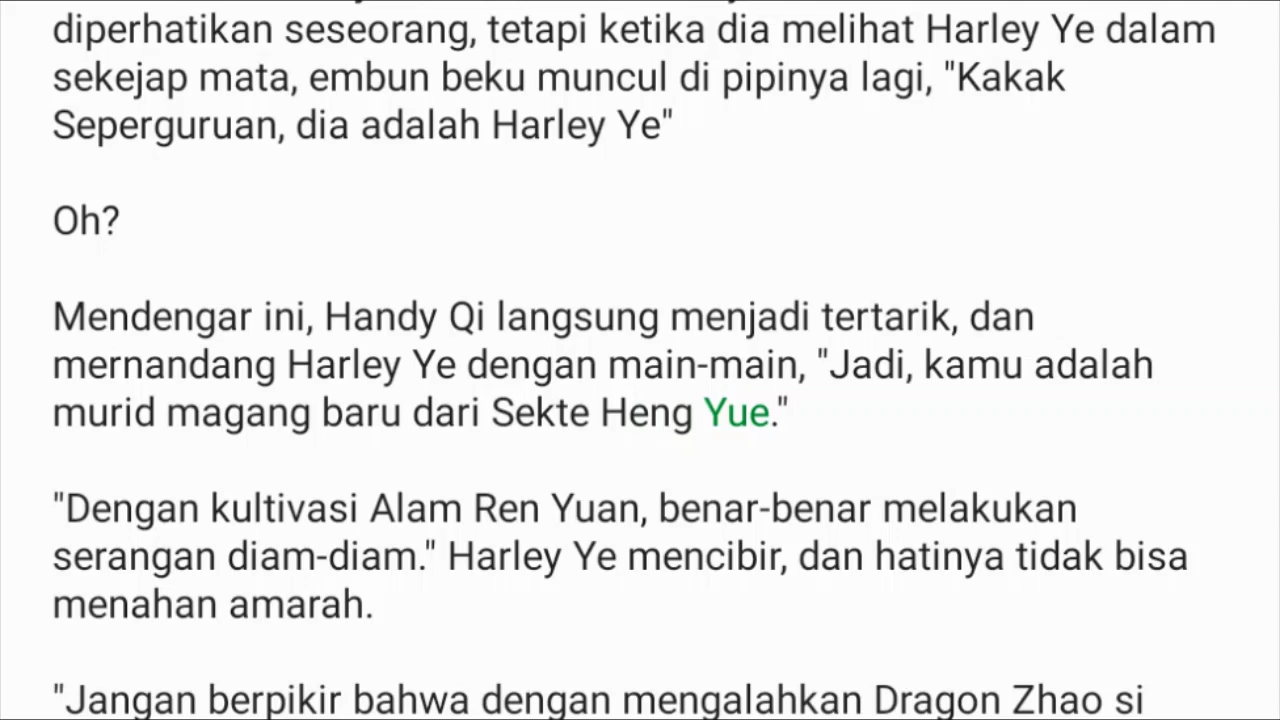 diperhatikan seseorang, tetapi ketika dia melihat Harley Ye dalam
sekejap mata, embun beku muncul di pipinya lagi, "Kakak
Seperguruan, dia adalah Harley Ye"
Oh?
Mendengar ini, Handy Qi langsung menjadi tertarik, dan
mernandang Harley Ye dengan main-main, "Jadi, kamu adalah
murid magang baru dari Sekte Heng Yue."
"Dengan kultivasi Alam Ren Yuan, benar-benar melakukan
serangan diam-diam." Harley Ye mencibir, dan hatinya tidak bisa
menahan amarah.
"Jangan berpikir bahwa dengan mengalahkan Dragon Zhao si